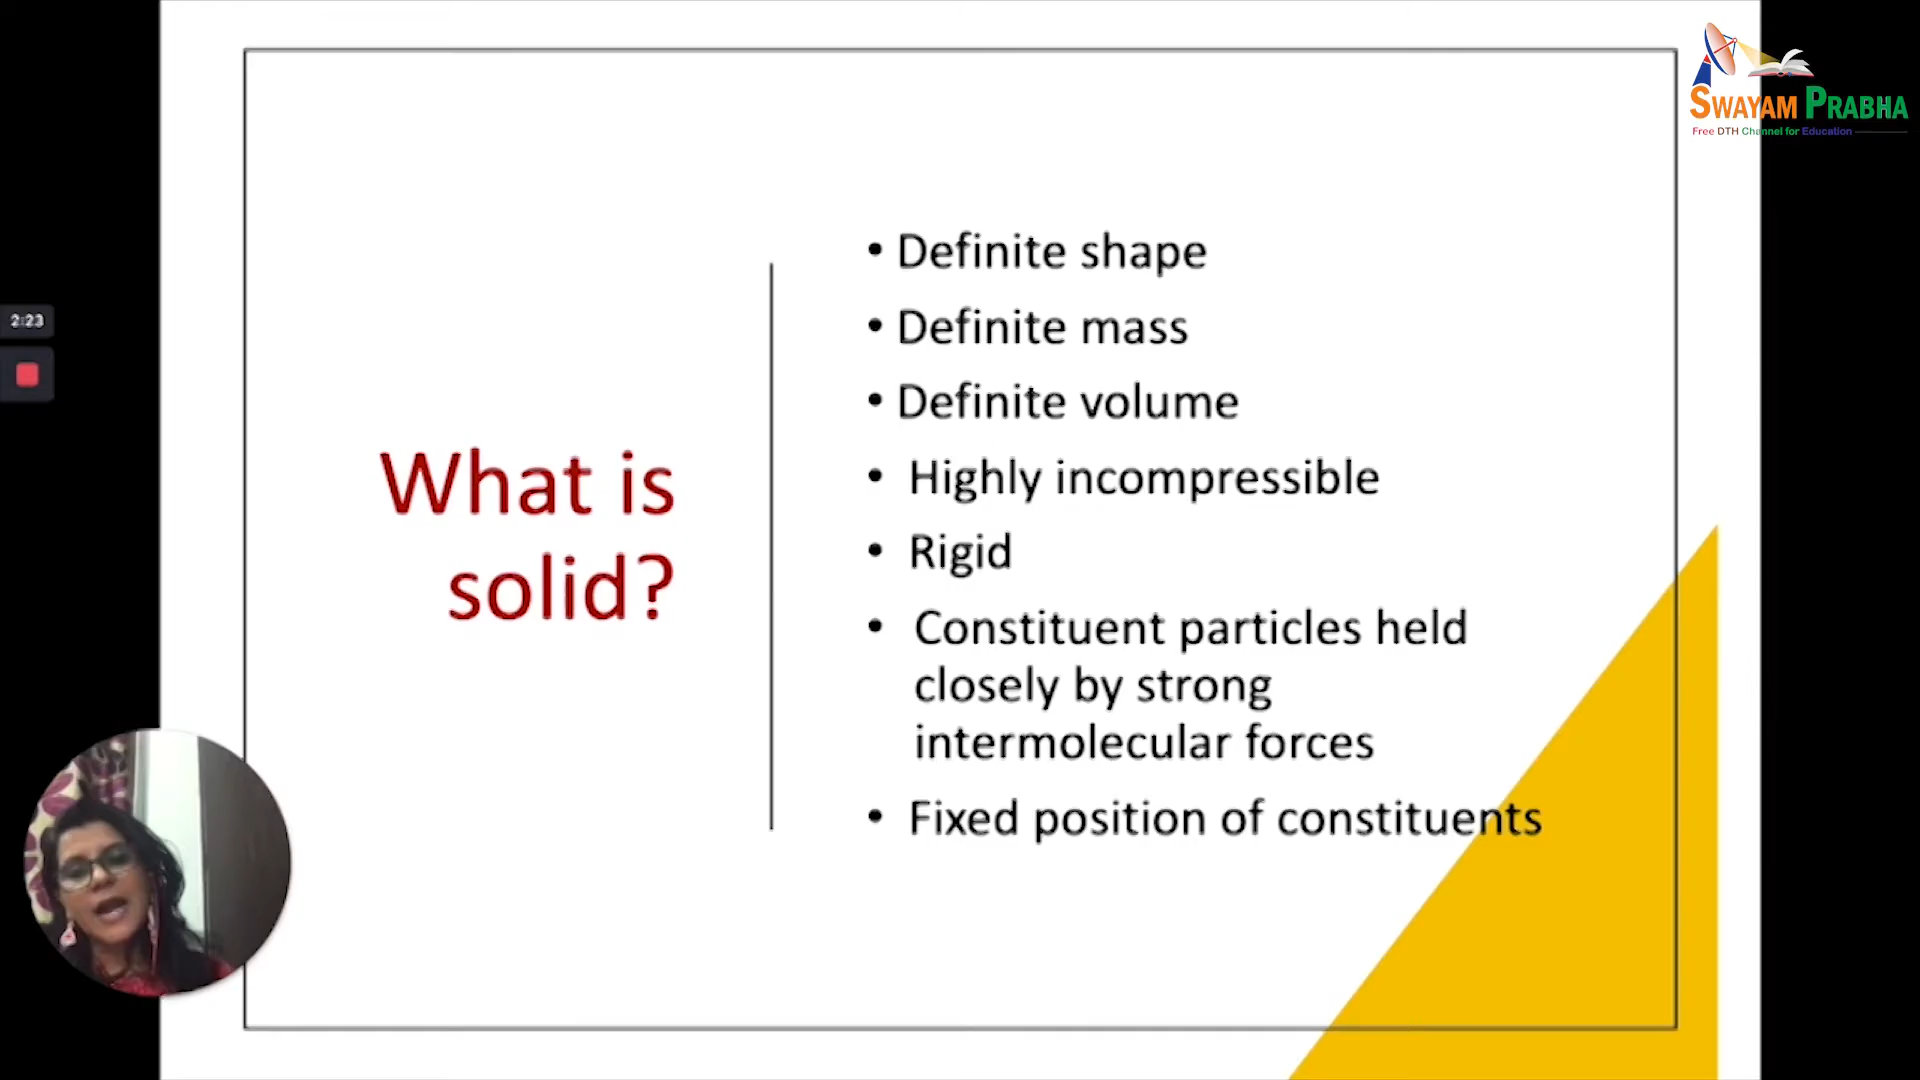 SWAYAM PRABHA
Free DTH Channel for Education
2:23
What is
solid?
• Definite shape
• Definite mass
• Definite volume
• Highly incompressible
• Rigid
• Constituent particles held
closely by strong
intermolecular forces
• Fixed position of constituents